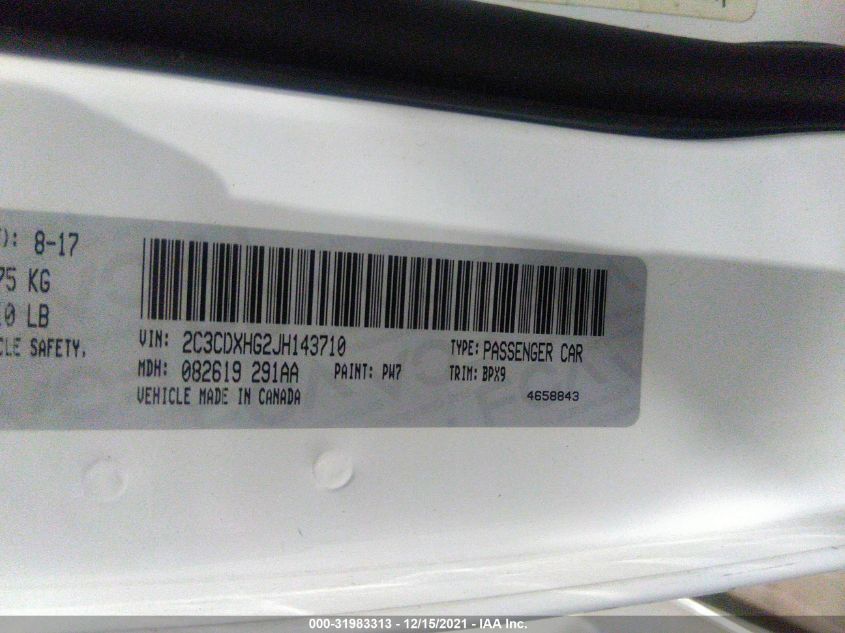 ): 8-17
75 KG
0 LB
CLE SAFETY,
VIN: 2C3CDXHG2JH143710
TYPE: PASSENGER CAR
MDH: 082619 291AA
PAINT: PW7
TRIM: BPX9
VEHICLE MADE IN CANADA
4658843
000-31983313 - 12/15/2021 - IAA Inc.